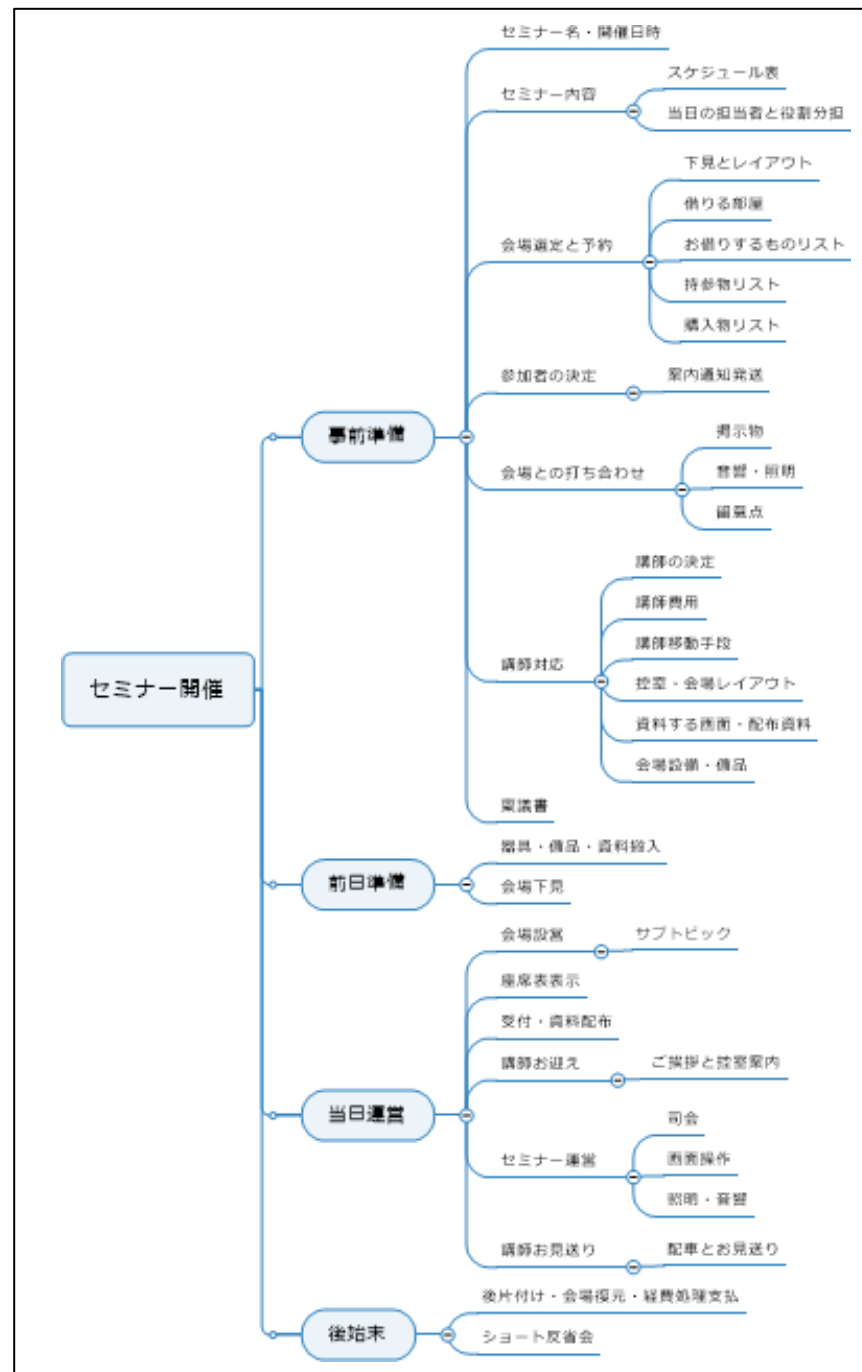 セミナー開催
事前準備
セミナー名・開催日時
セミナー内容
スケジュール表
当日の担当者と役割分担
会場選定と予約
下見とレイアウト
借りる部屋
お借りするものリスト
持参物リスト
購入物リスト
参加者の決定
案内通知発送
会場との打ち合わせ
掲示物
音響・照明
留意点
講師対応
講師の決定
講師費用
講師移動手段
控室・会場レイアウト
資料する画面・配布資料
会場設備・備品
稟議書
前日準備
器具・備品・資料搬入
会場下見
当日運営
会場設営
サブトピック
座席表表示
受付・資料配布
講師お迎え
ご挨拶と控室案内
セミナー運営
司会
画面操作
照明・音響
講師お見送り
配車とお見送り
後始末
後片付け・会場復元・経費処理支払
ショート反省会